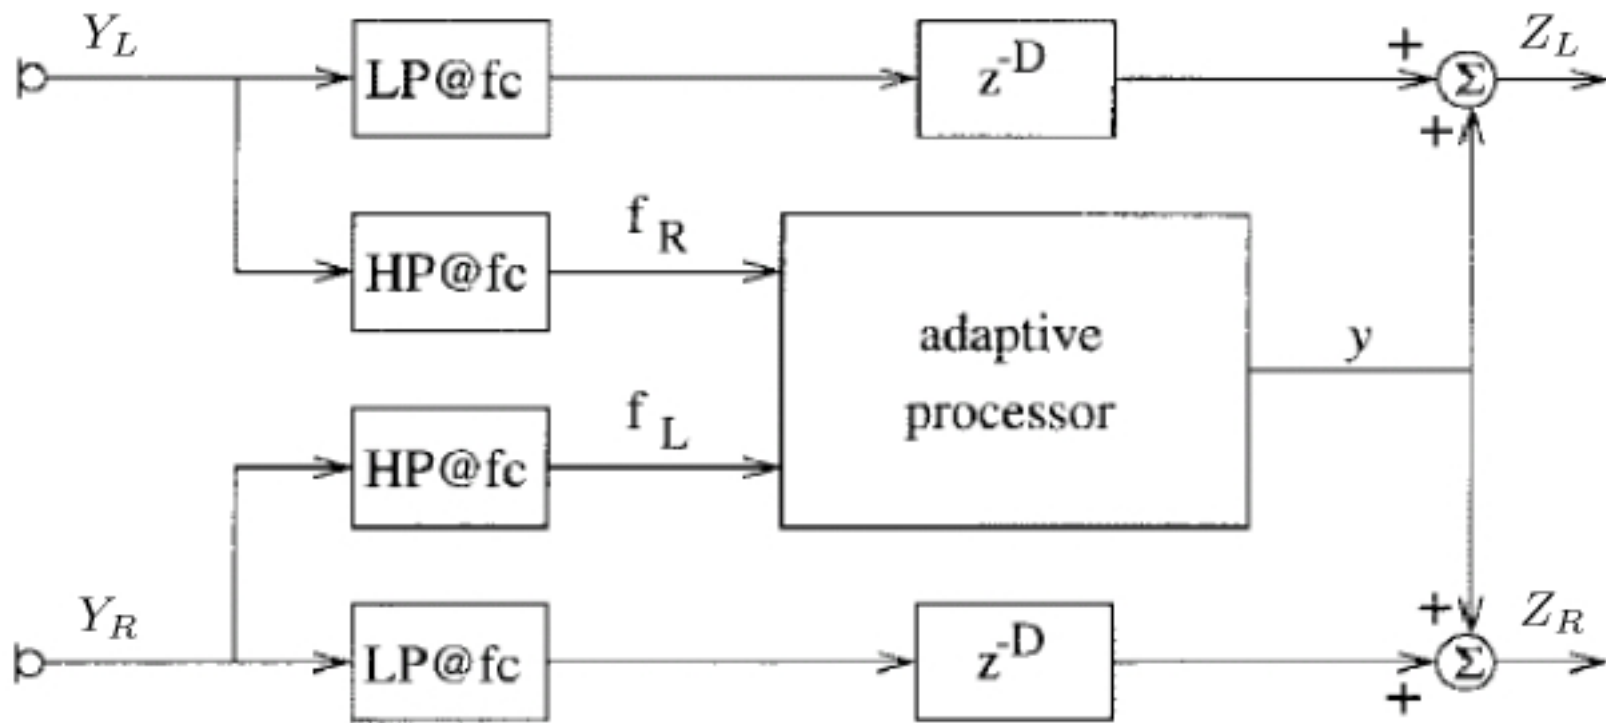 Y_L
LP@fc
z^-D
+
Σ
Z_L
+
HP@fc
f_R
adaptive
processor
y
HP@fc
f_L
Y_R
LP@fc
z^-D
+
Σ
Z_R
+